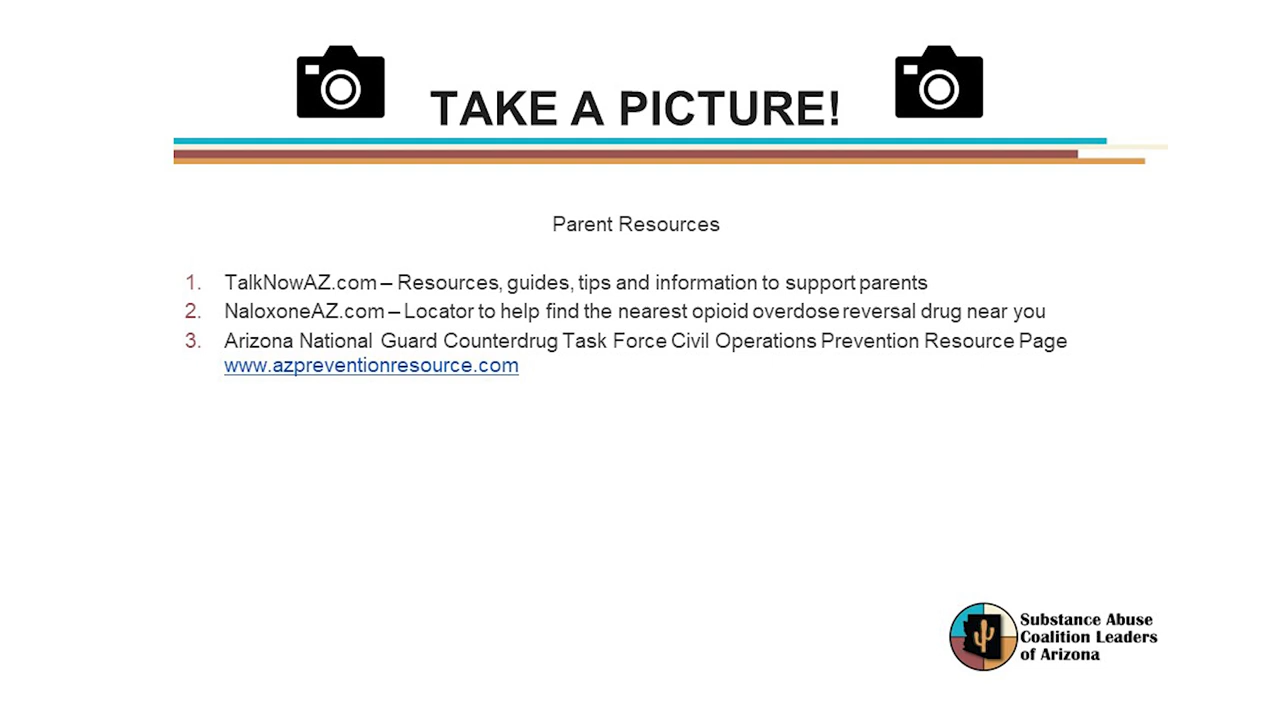 TAKE A PICTURE!
Parent Resources
1. TalkNowAZ.com – Resources, guides, tips and information to support parents
2. NaloxoneAZ.com – Locator to help find the nearest opioid overdose reversal drug near you
3. Arizona National Guard Counterdrug Task Force Civil Operations Prevention Resource Page
www.azpreventionresource.com
Substance Abuse
Coalition Leaders
of Arizona